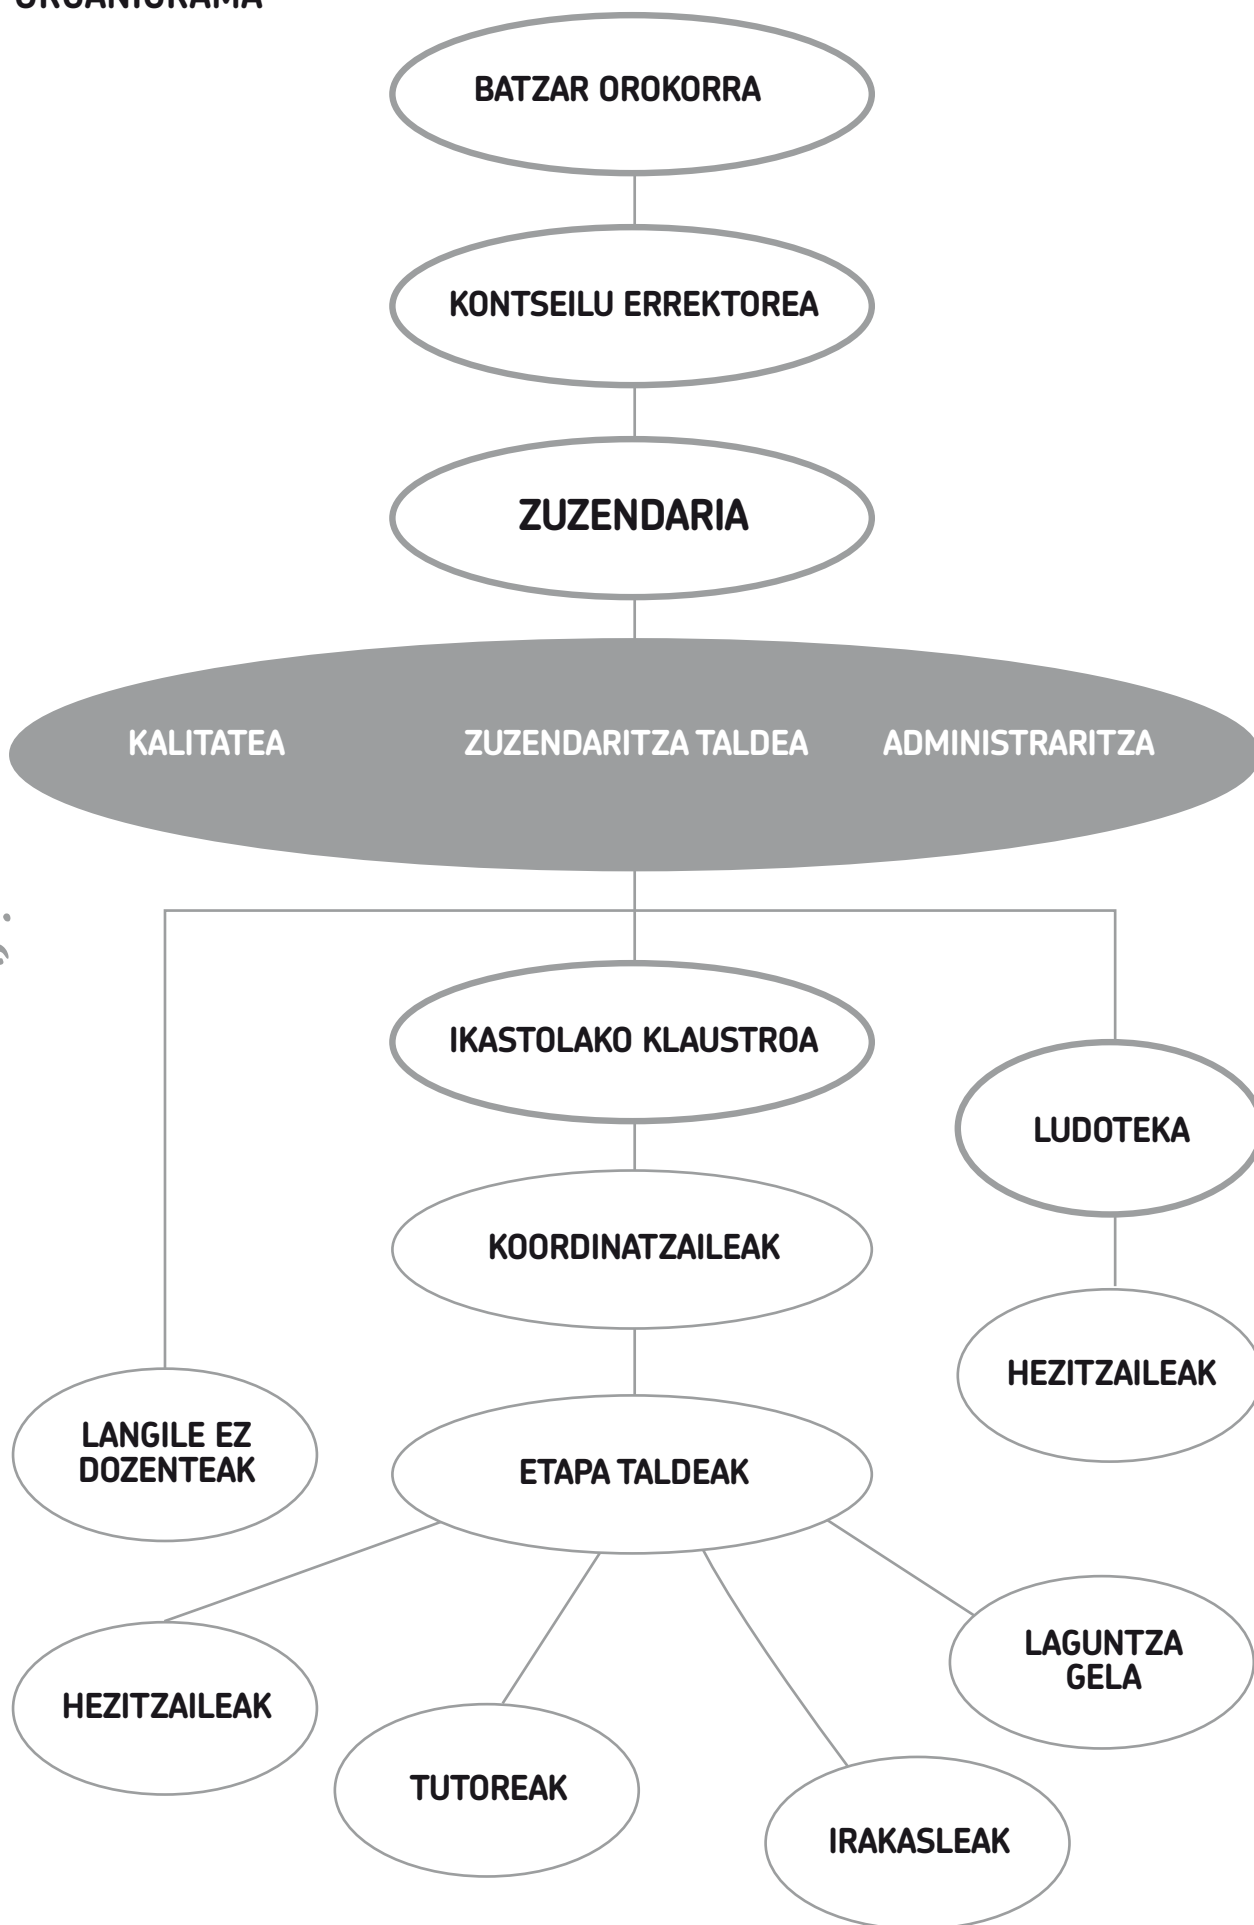 ORGANIGRAMA
BATZAR OROKORRA
KONTSEILU ERREKTOREA
ZUZENDARIA
KALITATEA
ZUZENDARITZA TALDEA
ADMINISTRARITZA
IKASTOLAKO KLAUSTROA
LUDOTEKA
KOORDINATZAILEAK
HEZITZAILEAK
LANGILE EZ
DOZENTEAK
ETAPA TALDEAK
LAGUNTZA
GELA
HEZITZAILEAK
TUTOREAK
IRAKASLEAK